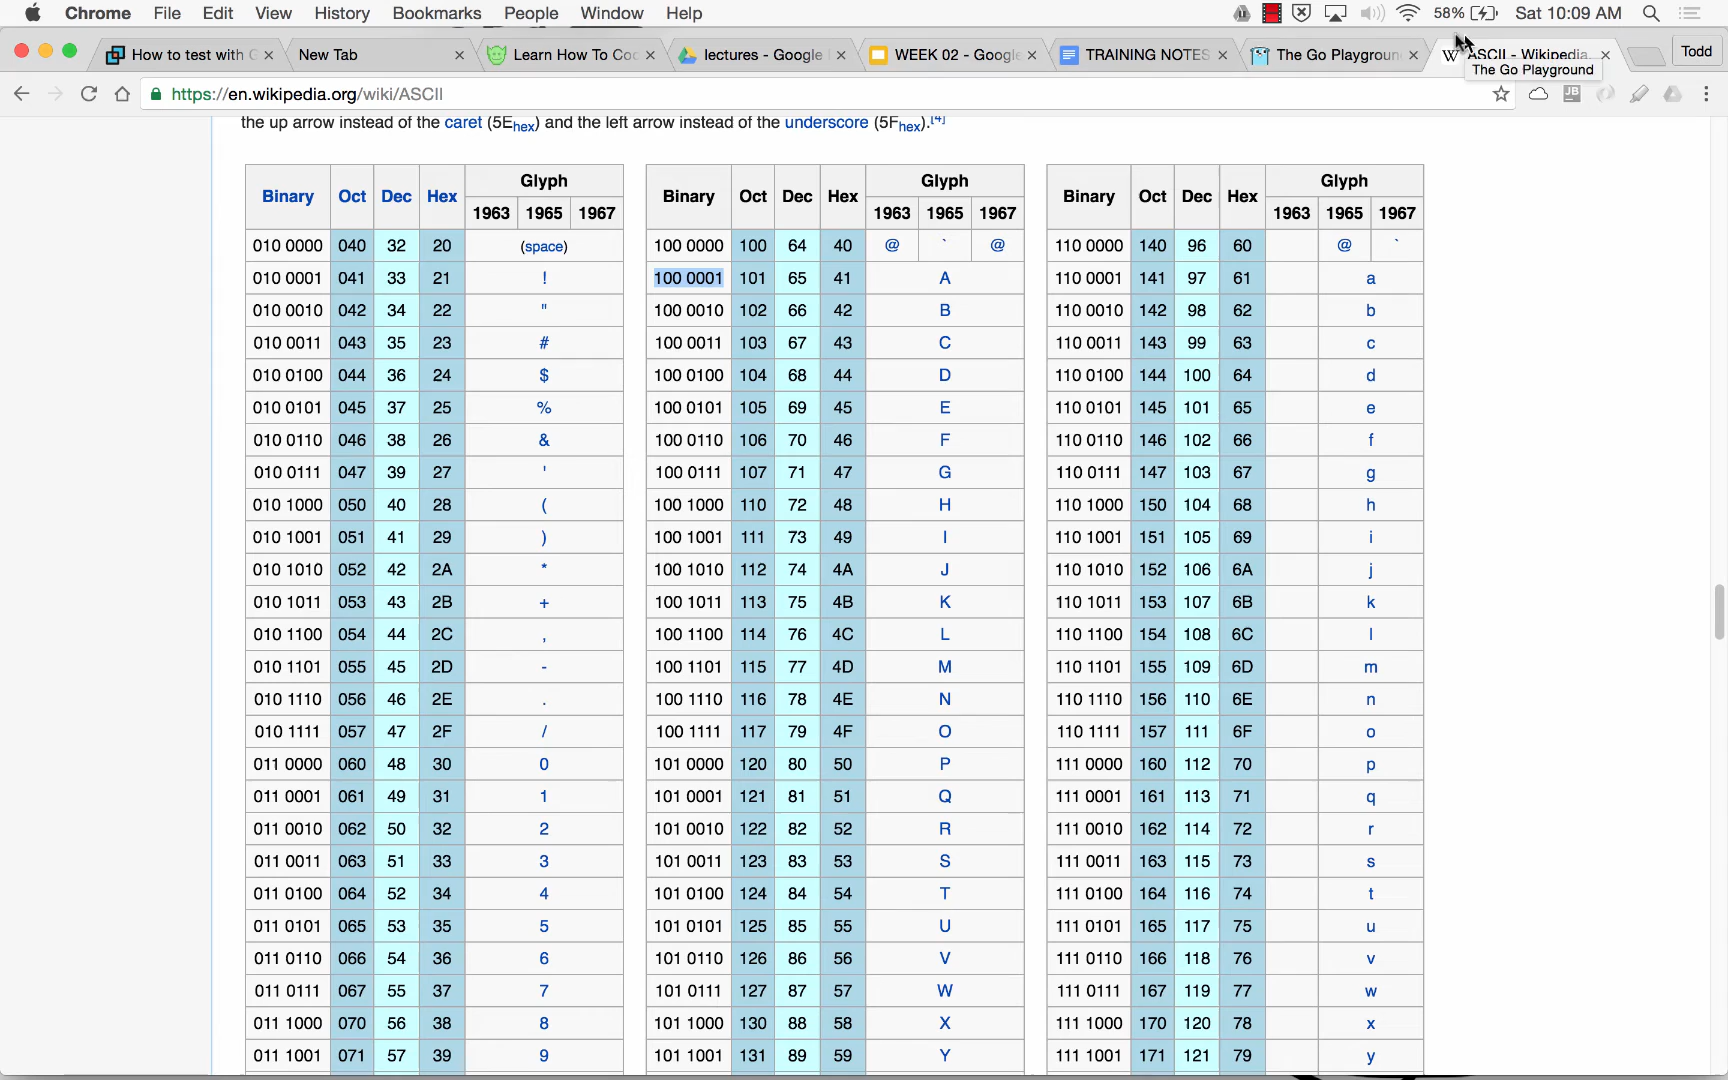 Chrome File Edit View History Bookmarks People Window Help 58% Sat 10:09 AM
How to test with G New Tab Learn How To Coc lectures - Google WEEK 02 - Google TRAINING NOTES The Go Playground W ASCII - Wikipedia, Todd
The Go Playground
https://en.wikipedia.org/wiki/ASCII JB
the up arrow instead of the caret (5Ehex) and the left arrow instead of the underscore (5Fhex).[4]
Binary Oct Dec Hex Glyph Binary Oct Dec Hex Glyph Binary Oct Dec Hex Glyph
1963 1965 1967 1963 1965 1967 1963 1965 1967
010 0000 040 32 20 (space) 100 0000 100 64 40 @ ` @ 110 0000 140 96 60 @ `
010 0001 041 33 21 ! 100 0001 101 65 41 A 110 0001 141 97 61 a
010 0010 042 34 22 " 100 0010 102 66 42 B 110 0010 142 98 62 b
010 0011 043 35 23 # 100 0011 103 67 43 C 110 0011 143 99 63 c
010 0100 044 36 24 $ 100 0100 104 68 44 D 110 0100 144 100 64 d
010 0101 045 37 25 % 100 0101 105 69 45 E 110 0101 145 101 65 e
010 0110 046 38 26 & 100 0110 106 70 46 F 110 0110 146 102 66 f
010 0111 047 39 27 ' 100 0111 107 71 47 G 110 0111 147 103 67 g
010 1000 050 40 28 ( 100 1000 110 72 48 H 110 1000 150 104 68 h
010 1001 051 41 29 ) 100 1001 111 73 49 I 110 1001 151 105 69 i
010 1010 052 42 2A * 100 1010 112 74 4A J 110 1010 152 106 6A j
010 1011 053 43 2B + 100 1011 113 75 4B K 110 1011 153 107 6B k
010 1100 054 44 2C , 100 1100 114 76 4C L 110 1100 154 108 6C l
010 1101 055 45 2D - 100 1101 115 77 4D M 110 1101 155 109 6D m
010 1110 056 46 2E . 100 1110 116 78 4E N 110 1110 156 110 6E n
010 1111 057 47 2F / 100 1111 117 79 4F O 110 1111 157 111 6F o
011 0000 060 48 30 0 101 0000 120 80 50 P 111 0000 160 112 70 p
011 0001 061 49 31 1 101 0001 121 81 51 Q 111 0001 161 113 71 q
011 0010 062 50 32 2 101 0010 122 82 52 R 111 0010 162 114 72 r
011 0011 063 51 33 3 101 0011 123 83 53 S 111 0011 163 115 73 s
011 0100 064 52 34 4 101 0100 124 84 54 T 111 0100 164 116 74 t
011 0101 065 53 35 5 101 0101 125 85 55 U 111 0101 165 117 75 u
011 0110 066 54 36 6 101 0110 126 86 56 V 111 0110 166 118 76 v
011 0111 067 55 37 7 101 0111 127 87 57 W 111 0111 167 119 77 w
011 1000 070 56 38 8 101 1000 130 88 58 X 111 1000 170 120 78 x
011 1001 071 57 39 9 101 1001 131 89 59 Y 111 1001 171 121 79 y